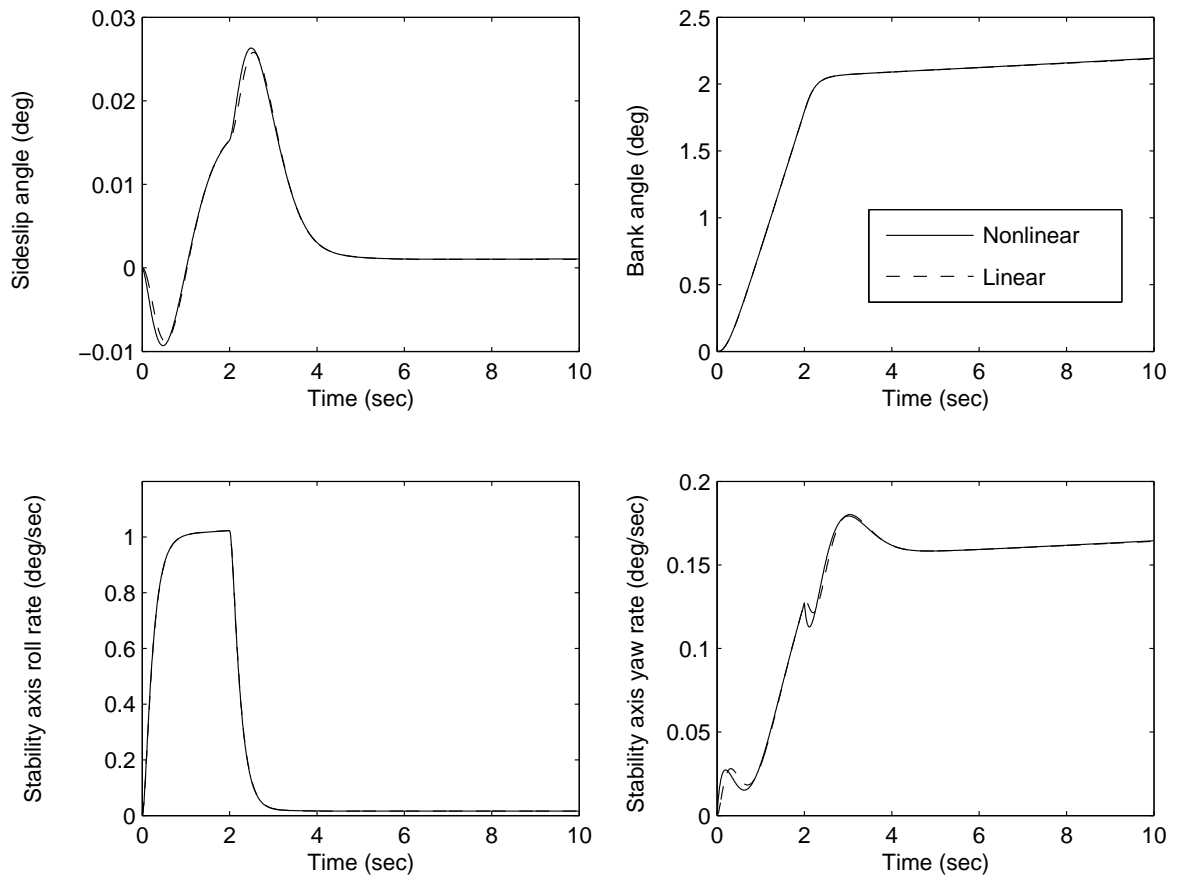 Sideslip angle (deg)
0.03
0.02
0.01
0
−0.01
0 2 4 6 8 10
Time (sec)
Bank angle (deg)
2.5
2
1.5
1
0.5
0
Nonlinear
Linear
0 2 4 6 8 10
Time (sec)
Stability axis roll rate (deg/sec)
1
0.8
0.6
0.4
0.2
0
0 2 4 6 8 10
Time (sec)
Stability axis yaw rate (deg/sec)
0.2
0.15
0.1
0.05
0
0 2 4 6 8 10
Time (sec)